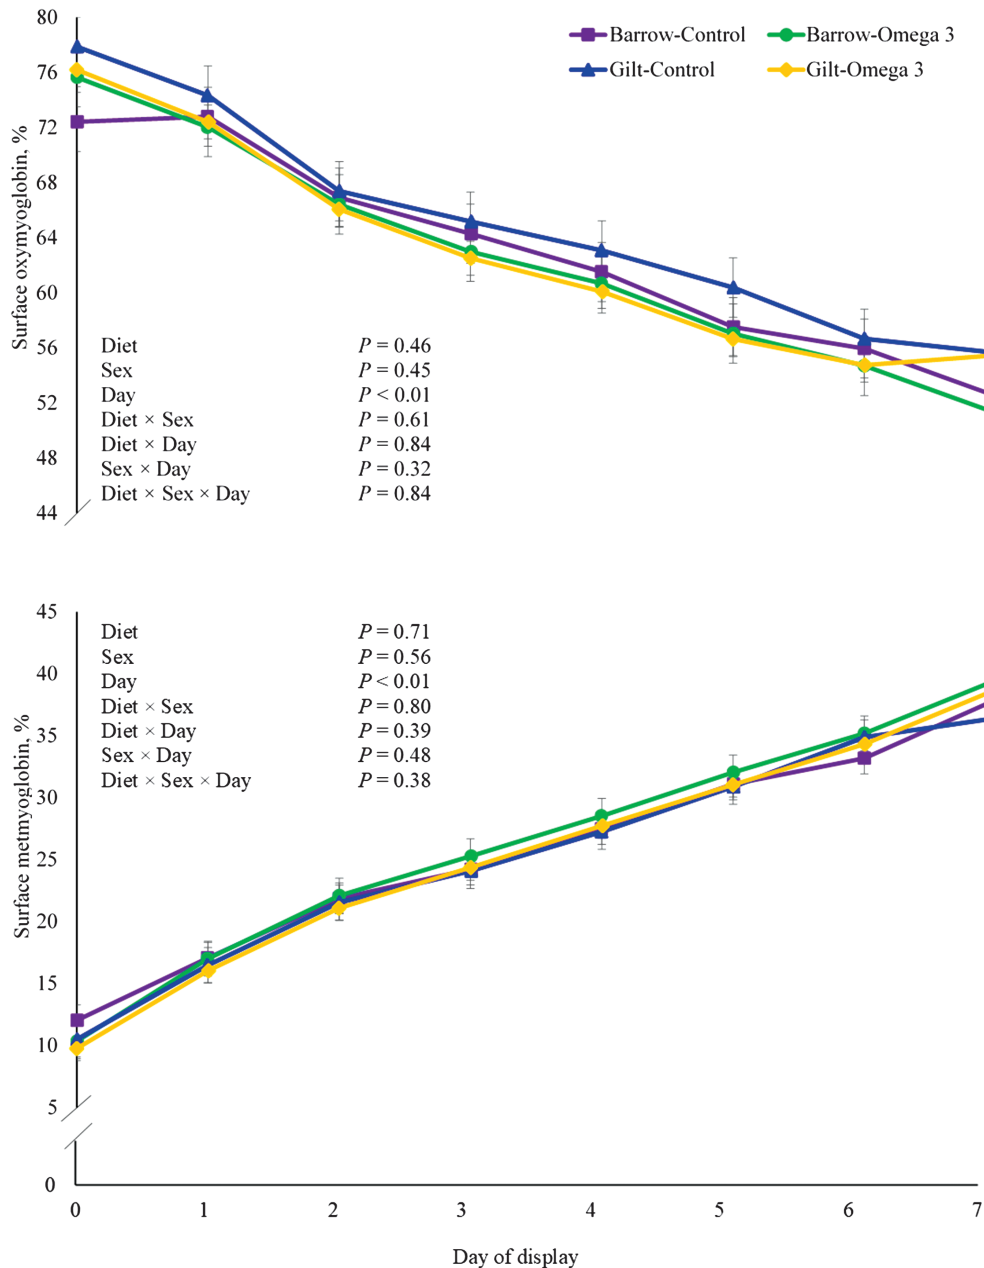 80
Barrow-Control
Barrow-Omega 3
Gilt-Control
Gilt-Omega 3
76
72
68
64
60
56
52
48
44
Surface oxymyoglobin, %
Diet P = 0.46
Sex P = 0.45
Day P < 0.01
Diet × Sex P = 0.61
Diet × Day P = 0.84
Sex × Day P = 0.32
Diet × Sex × Day P = 0.84
45
40
35
30
25
20
15
10
5
0
Surface metmyoglobin, %
Diet P = 0.71
Sex P = 0.56
Day P < 0.01
Diet × Sex P = 0.80
Diet × Day P = 0.39
Sex × Day P = 0.48
Diet × Sex × Day P = 0.38
0 1 2 3 4 5 6 7
Day of display